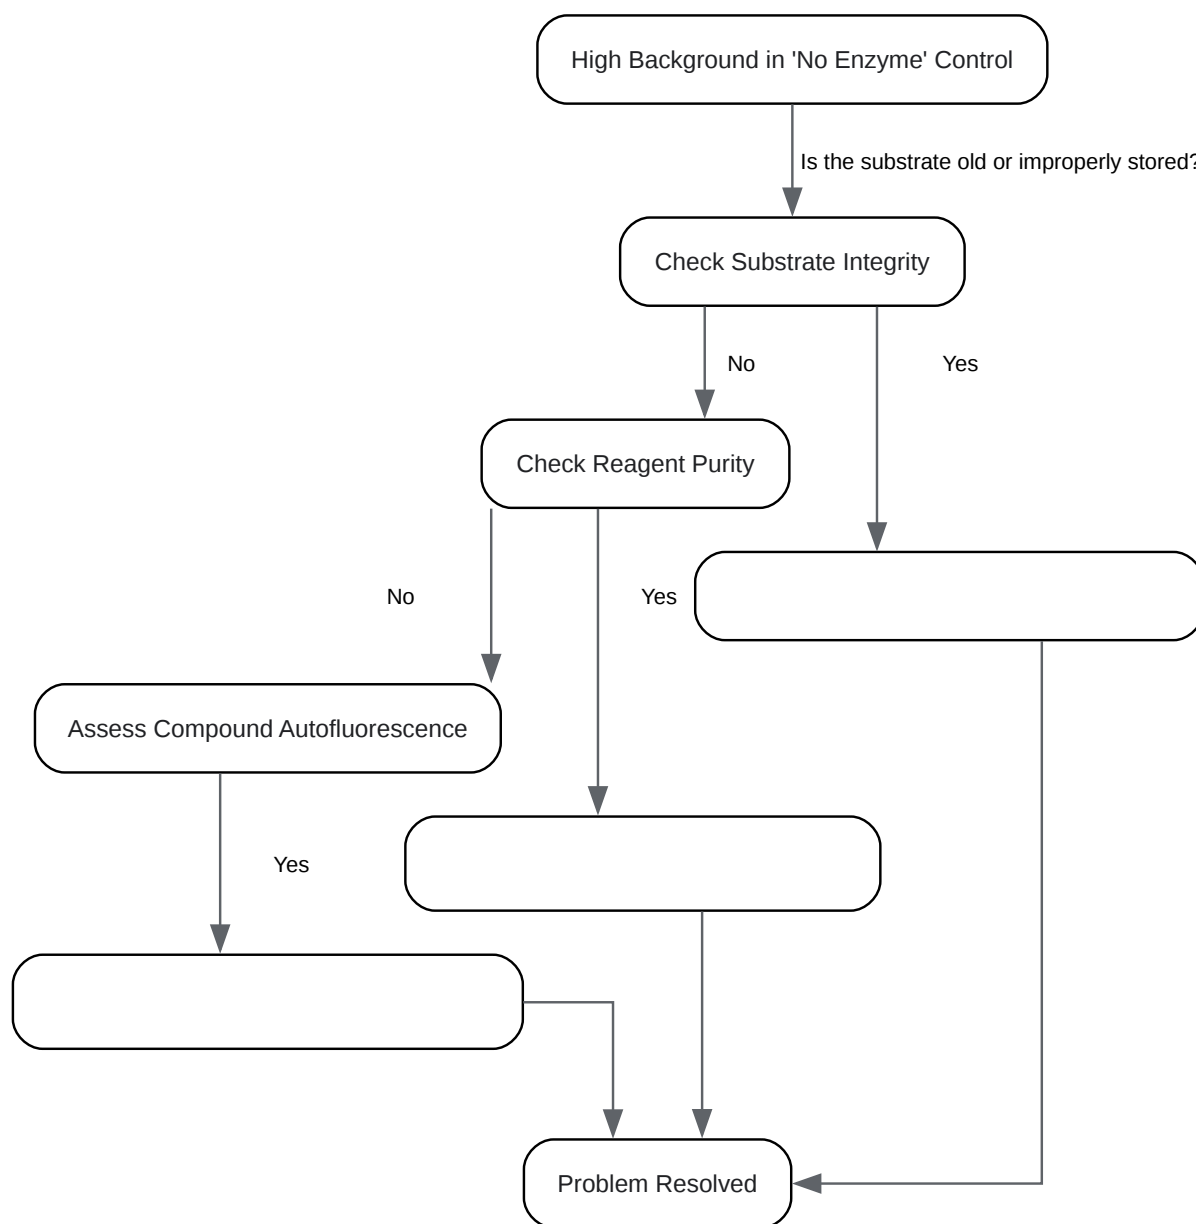 High Background in 'No Enzyme' Control
Is the substrate old or improperly stored?
Check Substrate Integrity
No
Yes
Check Reagent Purity
No
Yes
Assess Compound Autofluorescence
Yes
Problem Resolved